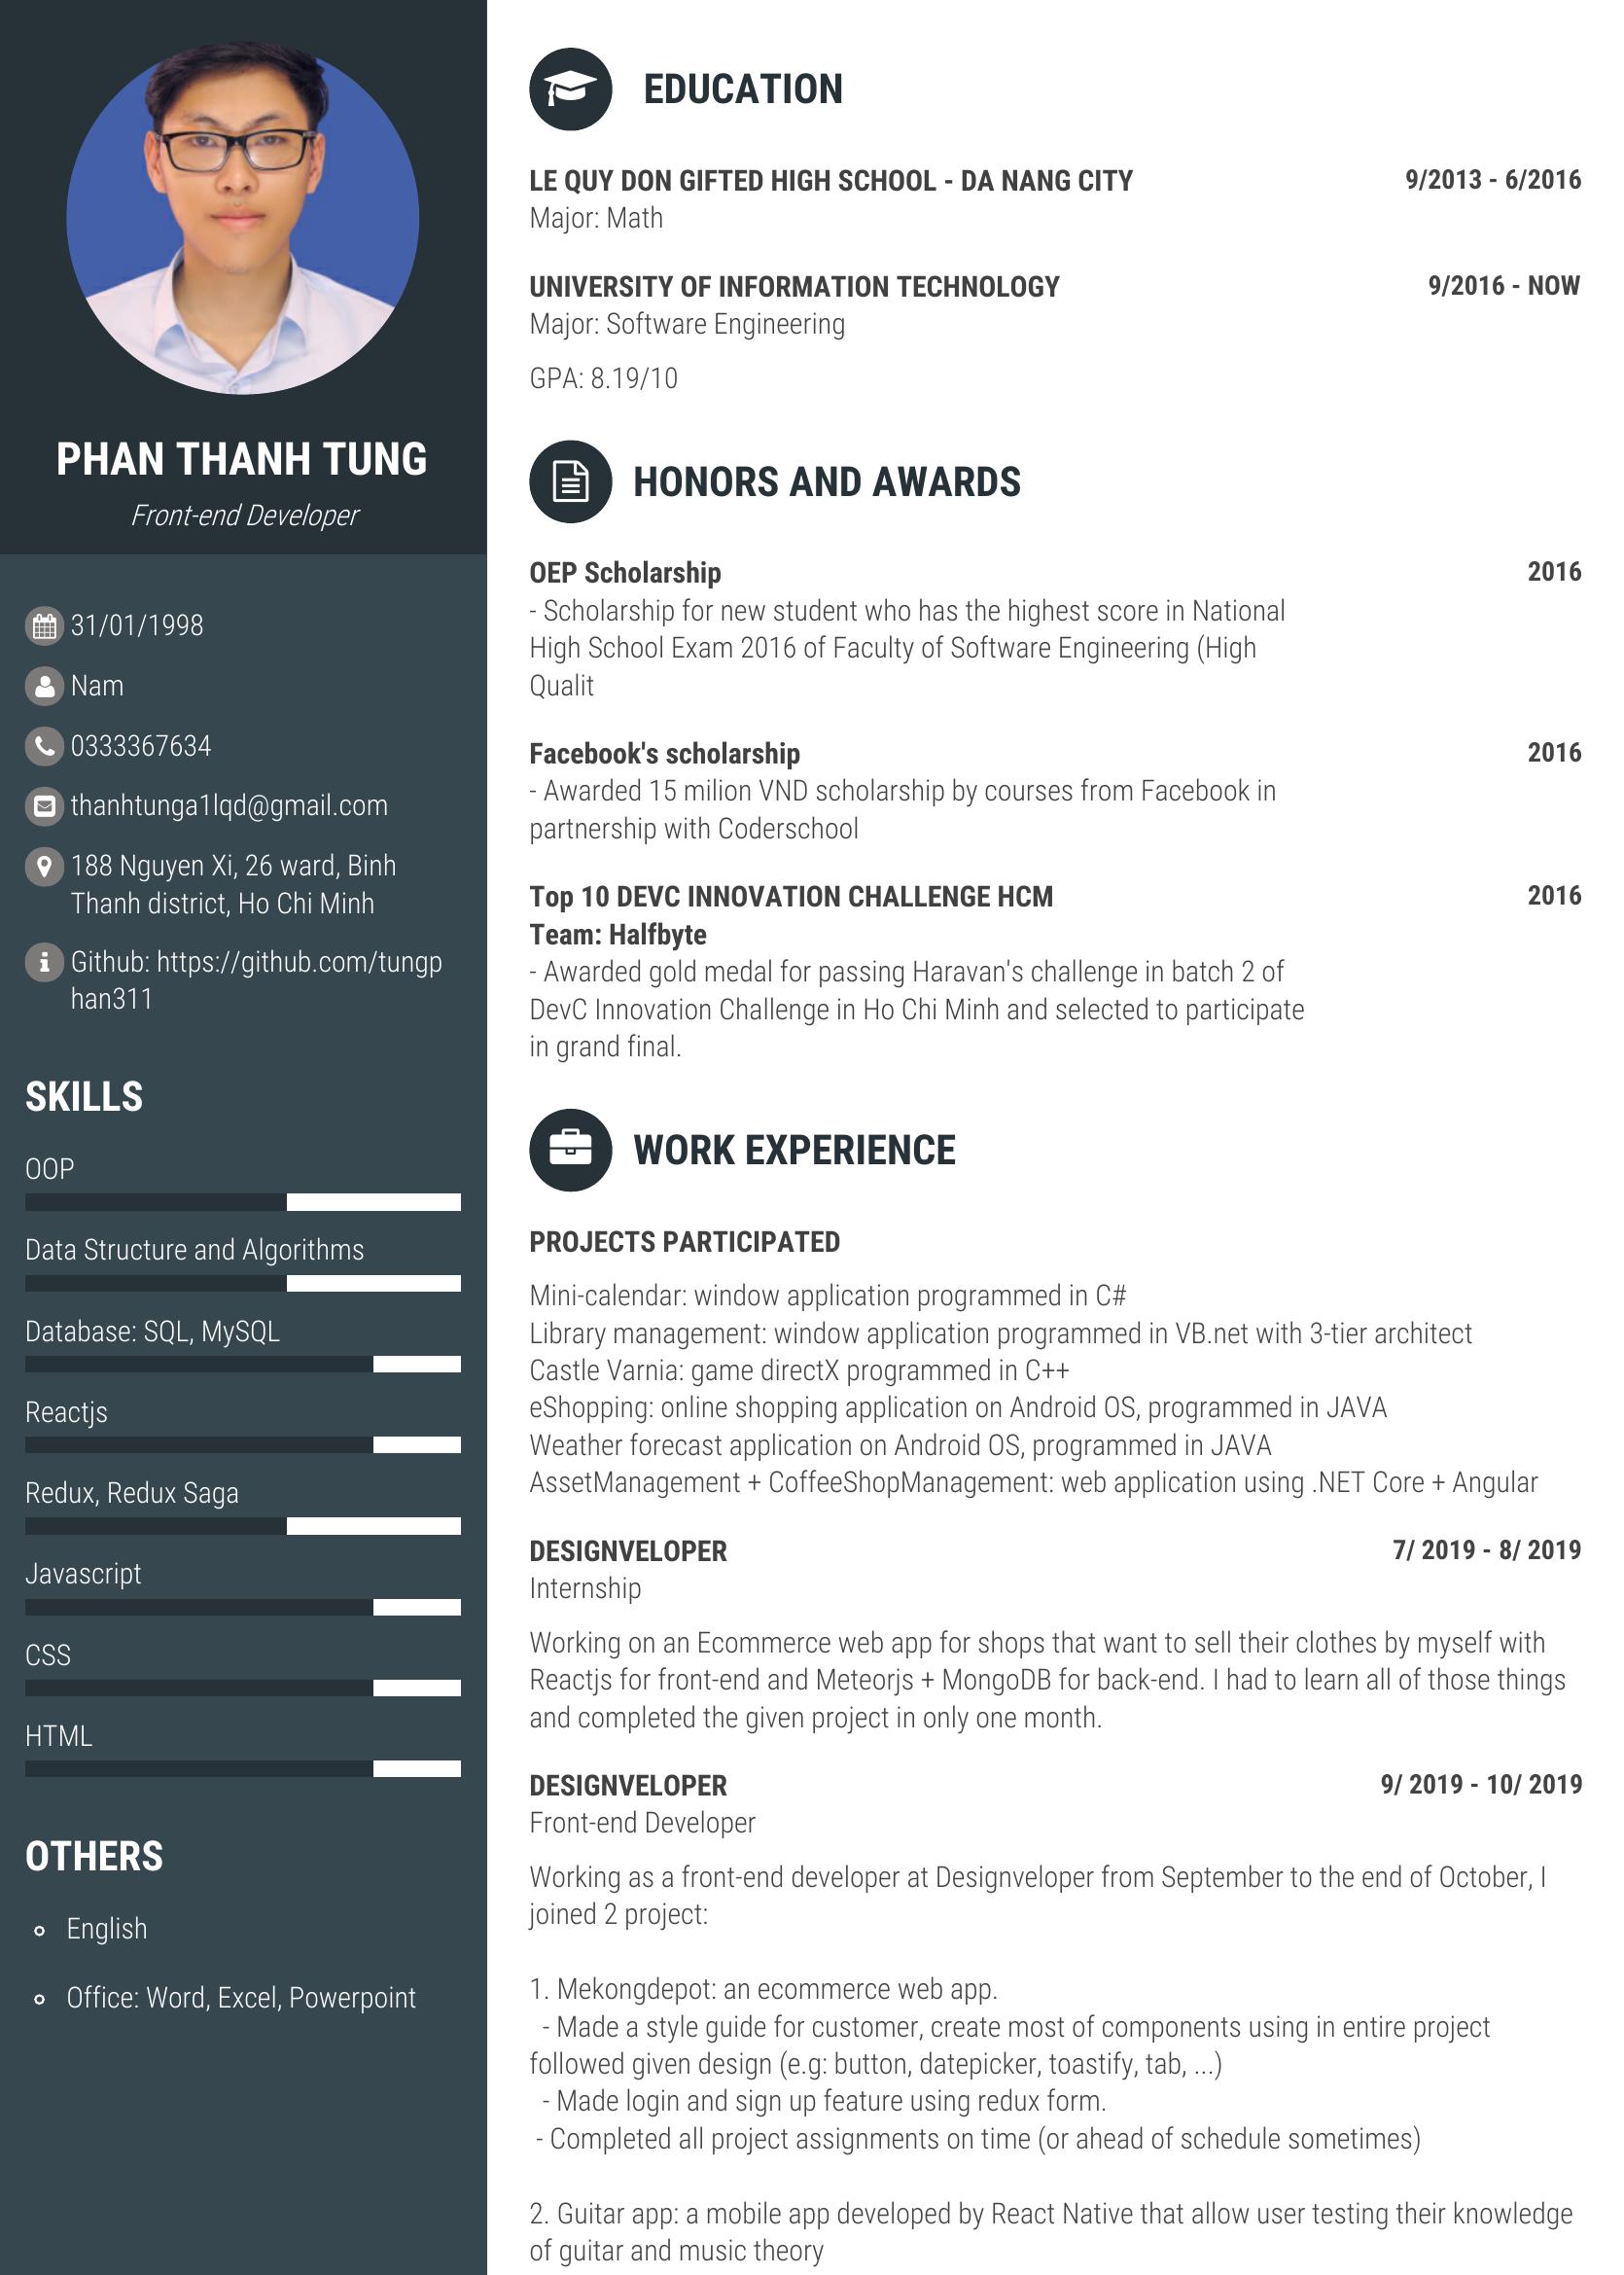 PHAN THANH TUNG
Front-end Developer
31/01/1998
Nam
0333367634
thanhtunga1lqd@gmail.com
188 Nguyen Xi, 26 ward, Binh
Thanh district, Ho Chi Minh
Github: https://github.com/tungp
han311
SKILLS
OOP
Data Structure and Algorithms
Database: SQL, MySQL
Reactjs
Redux, Redux Saga
Javascript
CSS
HTML
OTHERS
English
Office: Word, Excel, Powerpoint
EDUCATION
LE QUY DON GIFTED HIGH SCHOOL - DA NANG CITY 9/2013 - 6/2016
Major: Math
UNIVERSITY OF INFORMATION TECHNOLOGY 9/2016 - NOW
Major: Software Engineering
GPA: 8.19/10
HONORS AND AWARDS
OEP Scholarship 2016
- Scholarship for new student who has the highest score in National
High School Exam 2016 of Faculty of Software Engineering (High
Qualit
Facebook's scholarship 2016
- Awarded 15 milion VND scholarship by courses from Facebook in
partnership with Coderschool
Top 10 DEVC INNOVATION CHALLENGE HCM 2016
Team: Halfbyte
- Awarded gold medal for passing Haravan's challenge in batch 2 of
DevC Innovation Challenge in Ho Chi Minh and selected to participate
in grand final.
WORK EXPERIENCE
PROJECTS PARTICIPATED
Mini-calendar: window application programmed in C#
Library management: window application programmed in VB.net with 3-tier architect
Castle Varnia: game directX programmed in C++
eShopping: online shopping application on Android OS, programmed in JAVA
Weather forecast application on Android OS, programmed in JAVA
AssetManagement + CoffeeShopManagement: web application using .NET Core + Angular
DESIGNVELOPER 7/ 2019 - 8/ 2019
Internship
Working on an Ecommerce web app for shops that want to sell their clothes by myself with
Reactjs for front-end and Meteorjs + MongoDB for back-end. I had to learn all of those things
and completed the given project in only one month.
DESIGNVELOPER 9/ 2019 - 10/ 2019
Front-end Developer
Working as a front-end developer at Designveloper from September to the end of October, I
joined 2 project:
1. Mekongdepot: an ecommerce web app.
- Made a style guide for customer, create most of components using in entire project
followed given design (e.g: button, datepicker, toastify, tab, ...)
- Made login and sign up feature using redux form.
- Completed all project assignments on time (or ahead of schedule sometimes)
2. Guitar app: a mobile app developed by React Native that allow user testing their knowledge
of guitar and music theory